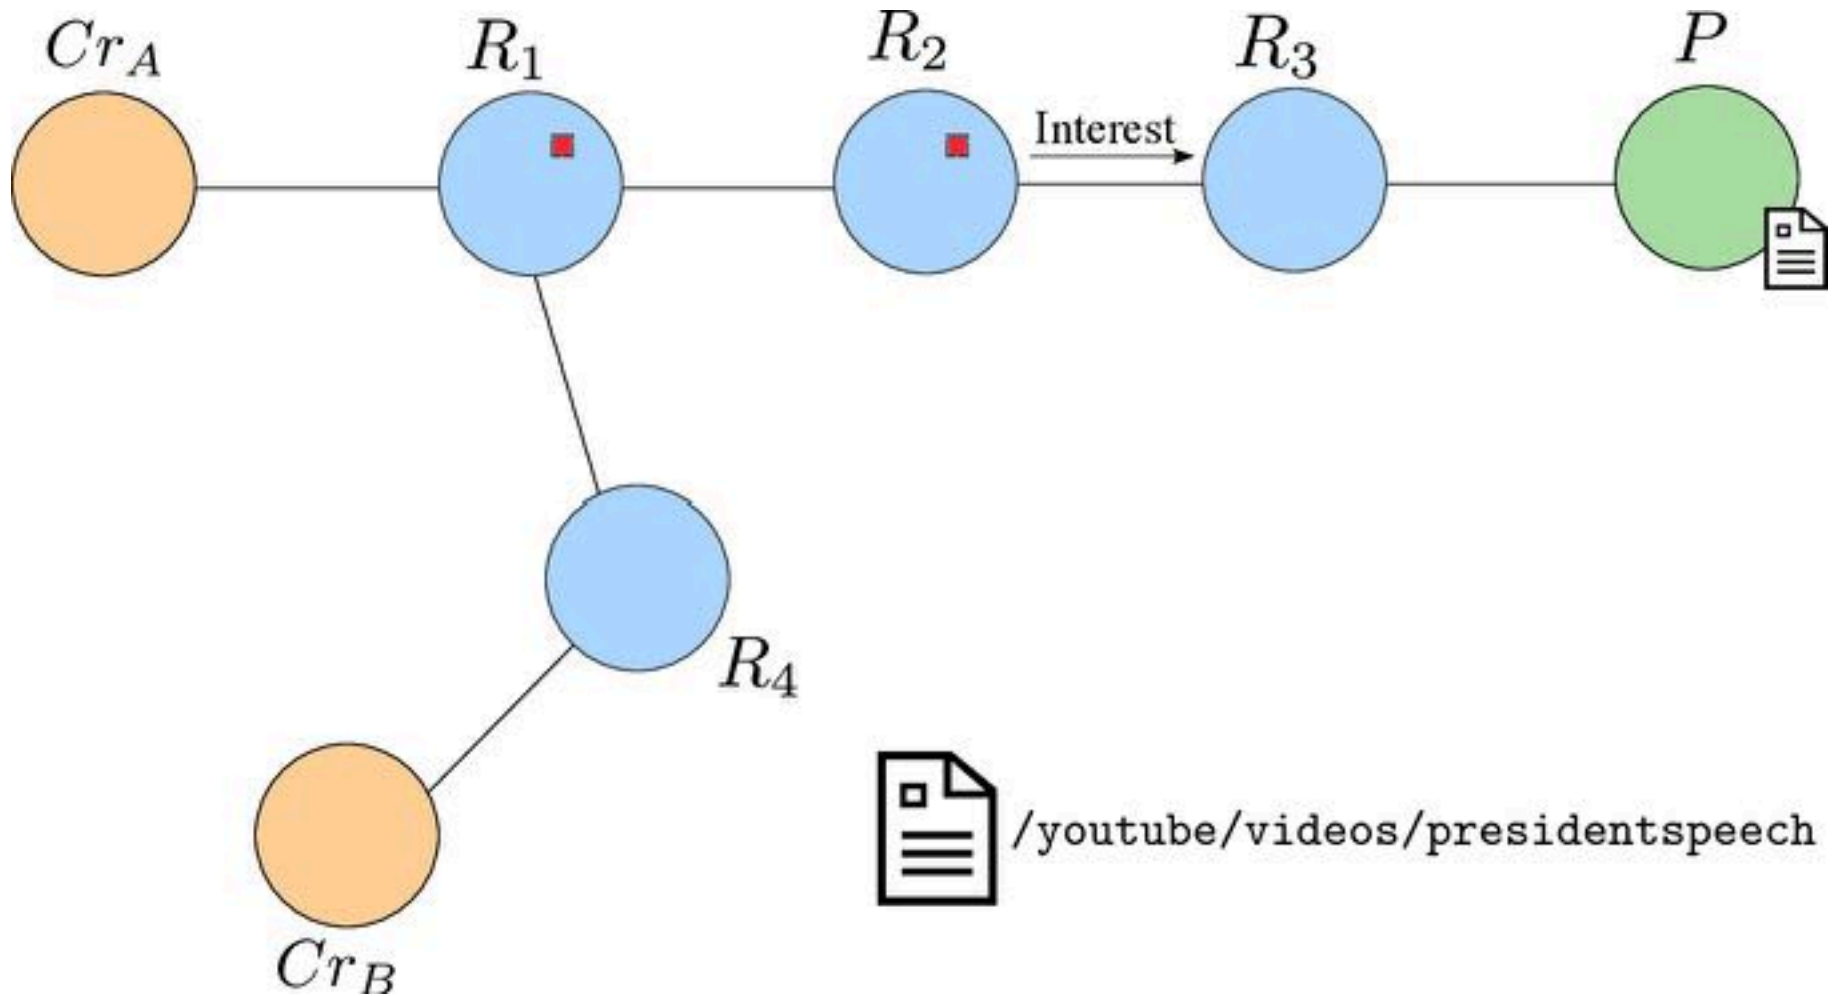 Cr_A
R_1
R_2
R_3
P
Interest
R_4
/youtube/videos/presidentspeech
Cr_B